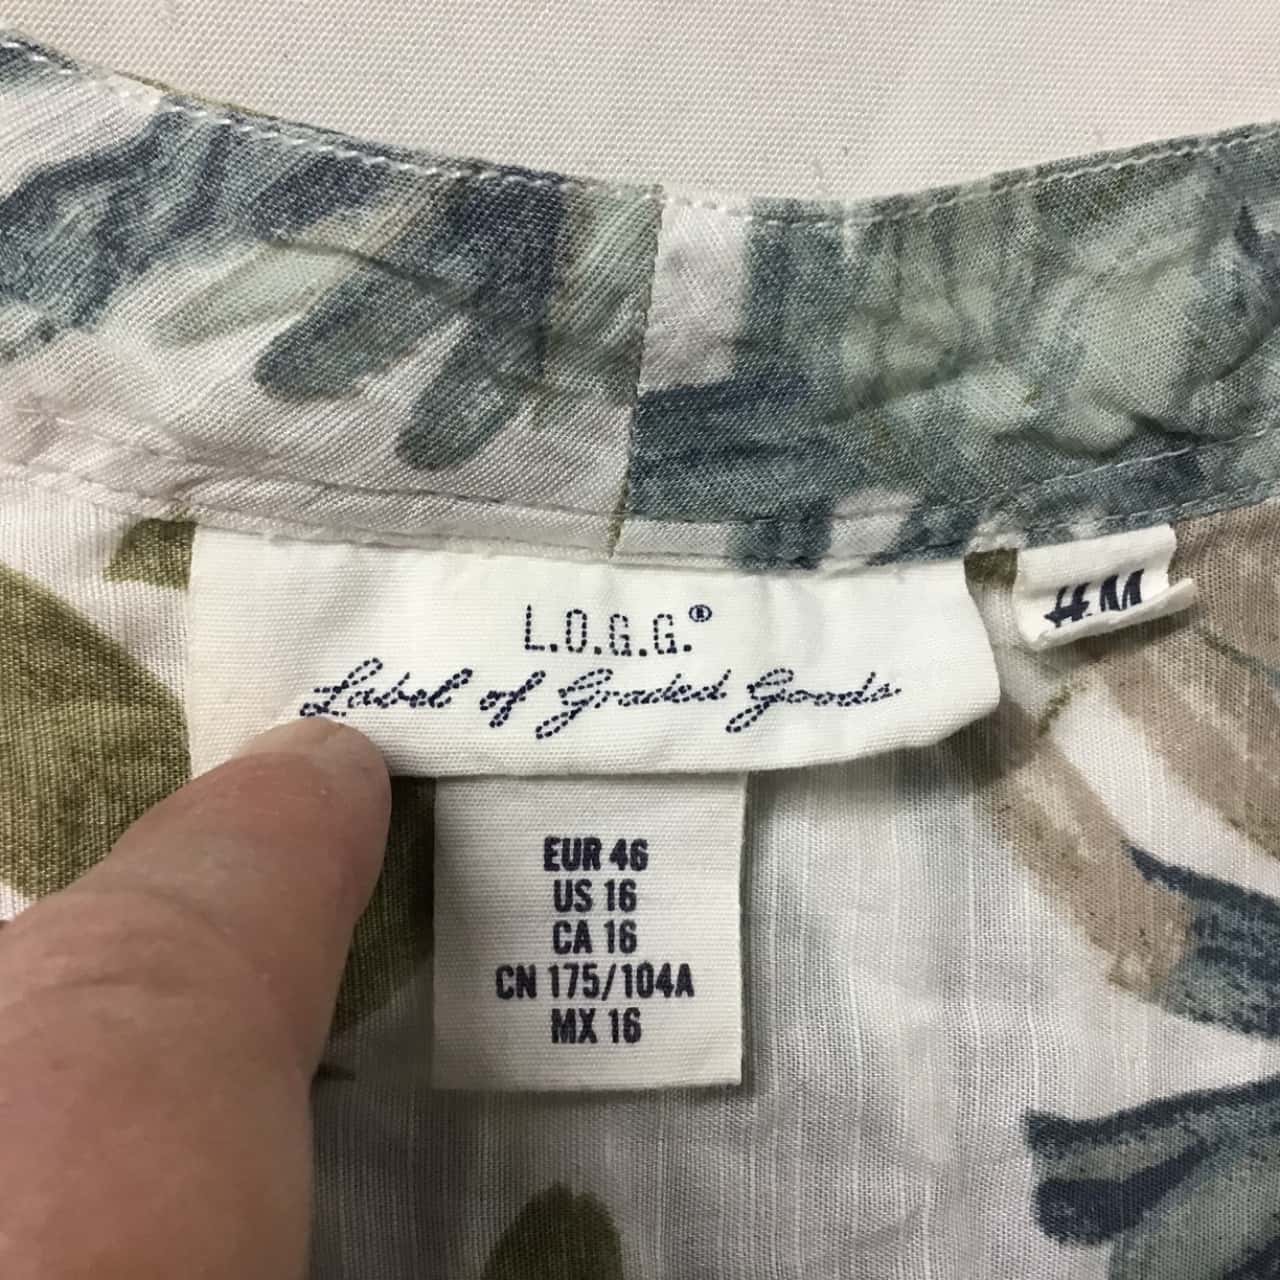 L.O.G.G.®
Label of Graded Goods
H&M
EUR 46
US 16
CA 16
CN 175/104A
MX 16